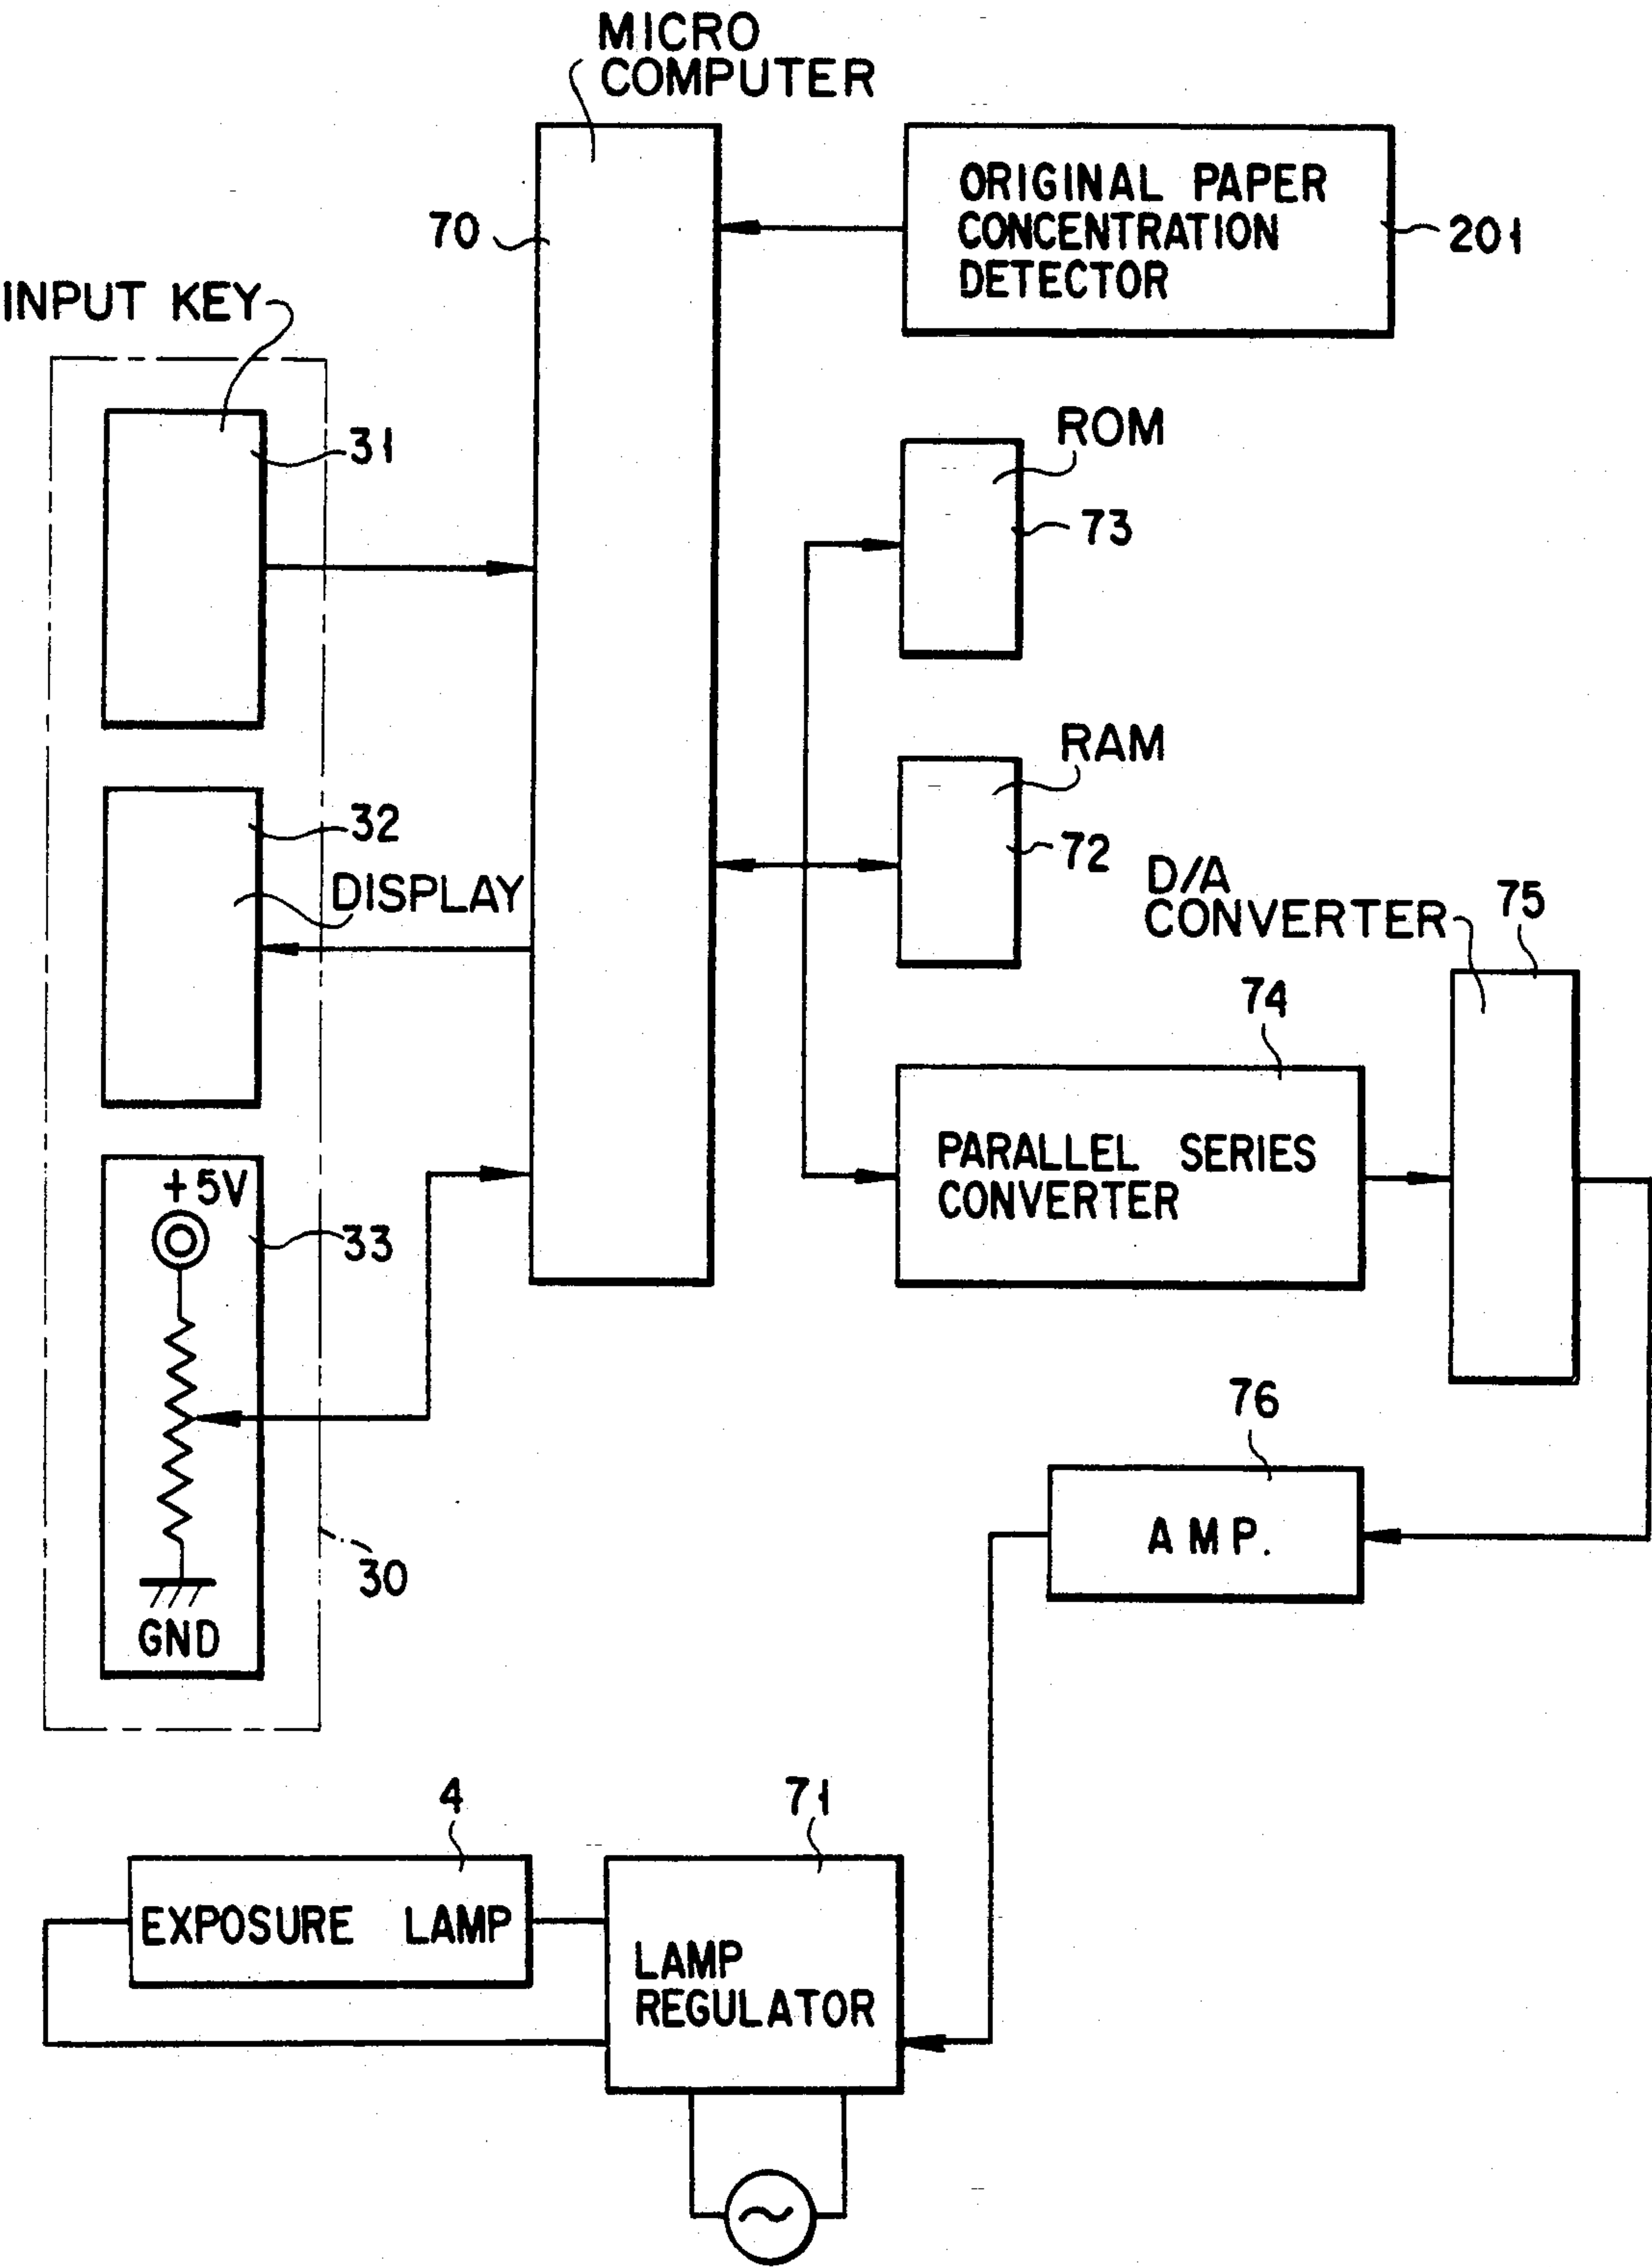 MICRO
COMPUTER
ORIGINAL PAPER
CONCENTRATION
DETECTOR
201
70
INPUT KEY
31
ROM
73
RAM
72
32
DISPLAY
D/A
CONVERTER
75
74
PARALLEL SERIES
CONVERTER
+5V
33
GND
30
76
AMP.
4
EXPOSURE LAMP
71
LAMP
REGULATOR